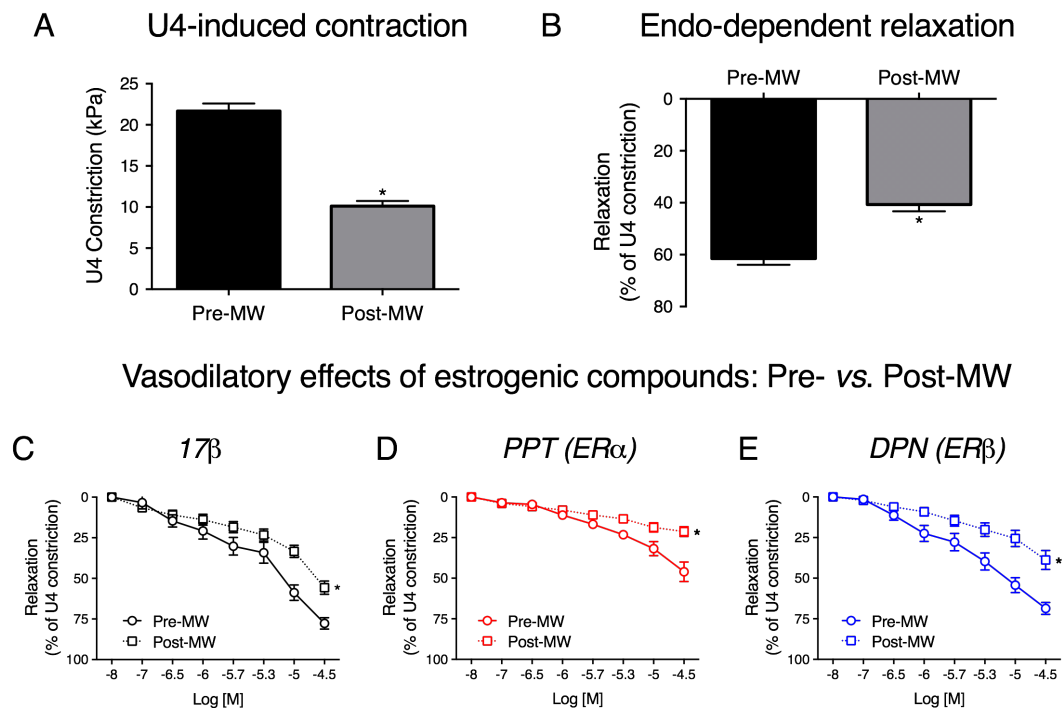 A
U4-induced contraction
U4 Constriction (kPa)
25
20
15
10
5
0
*
Pre-MW
Post-MW
B
Endo-dependent relaxation
Pre-MW
Post-MW
Relaxation
(% of U4 constriction)
0
20
40
60
80
*
Vasodilatory effects of estrogenic compounds: Pre- vs. Post-MW
C
17β
Relaxation
(% of U4 constriction)
0
25
50
75
100
*
Pre-MW
Post-MW
-8 -7 -6.5 -6 -5.7 -5.3 -5 -4.5
Log [M]
D
PPT (ERα)
Relaxation
(% of U4 constriction)
0
25
50
75
100
*
Pre-MW
Post-MW
-8 -7 -6.5 -6 -5.7 -5.3 -5 -4.5
Log [M]
E
DPN (ERβ)
Relaxation
(% of U4 constriction)
0
25
50
75
100
*
Pre-MW
Post-MW
-8 -7 -6.5 -6 -5.7 -5.3 -5 -4.5
Log [M]